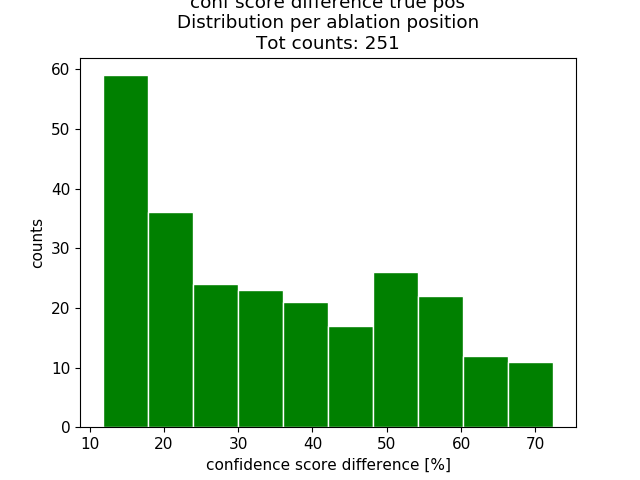 conf score difference true pos
Distribution per ablation position
Tot counts: 251
60
50
40
30
20
10
0
counts
10 20 30 40 50 60 70
confidence score difference [%]